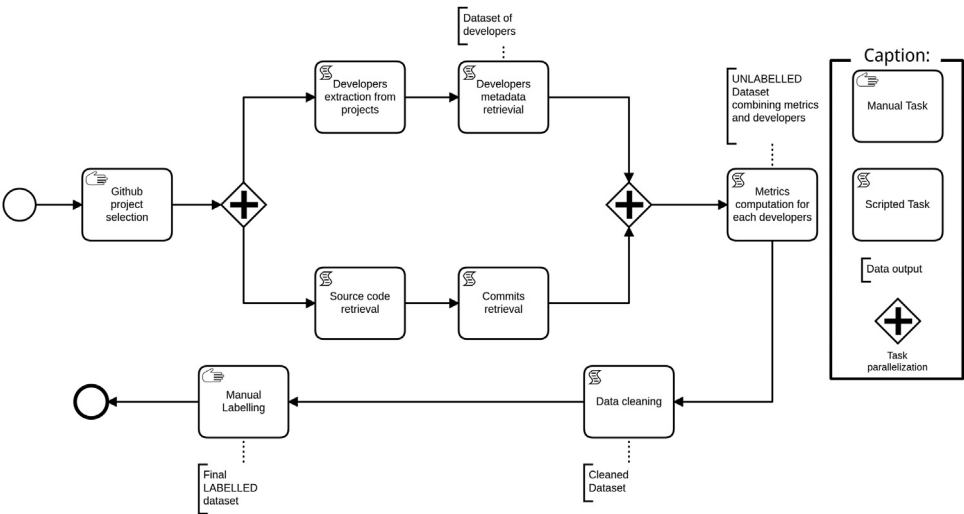 Dataset of
developers
Caption:
Developers
extraction from
projects
Developers
metadata
retrievial
UNLABELLED
Dataset
combining metrics
and developers
Manual Task
Github
project
selection
Metrics
computation for
each developers
Scripted Task
Data output
Source code
retrieval
Commits
retrieval
Task
parallelization
Manual
Labelling
Data cleaning
Final
LABELLED
dataset
Cleaned
Dataset